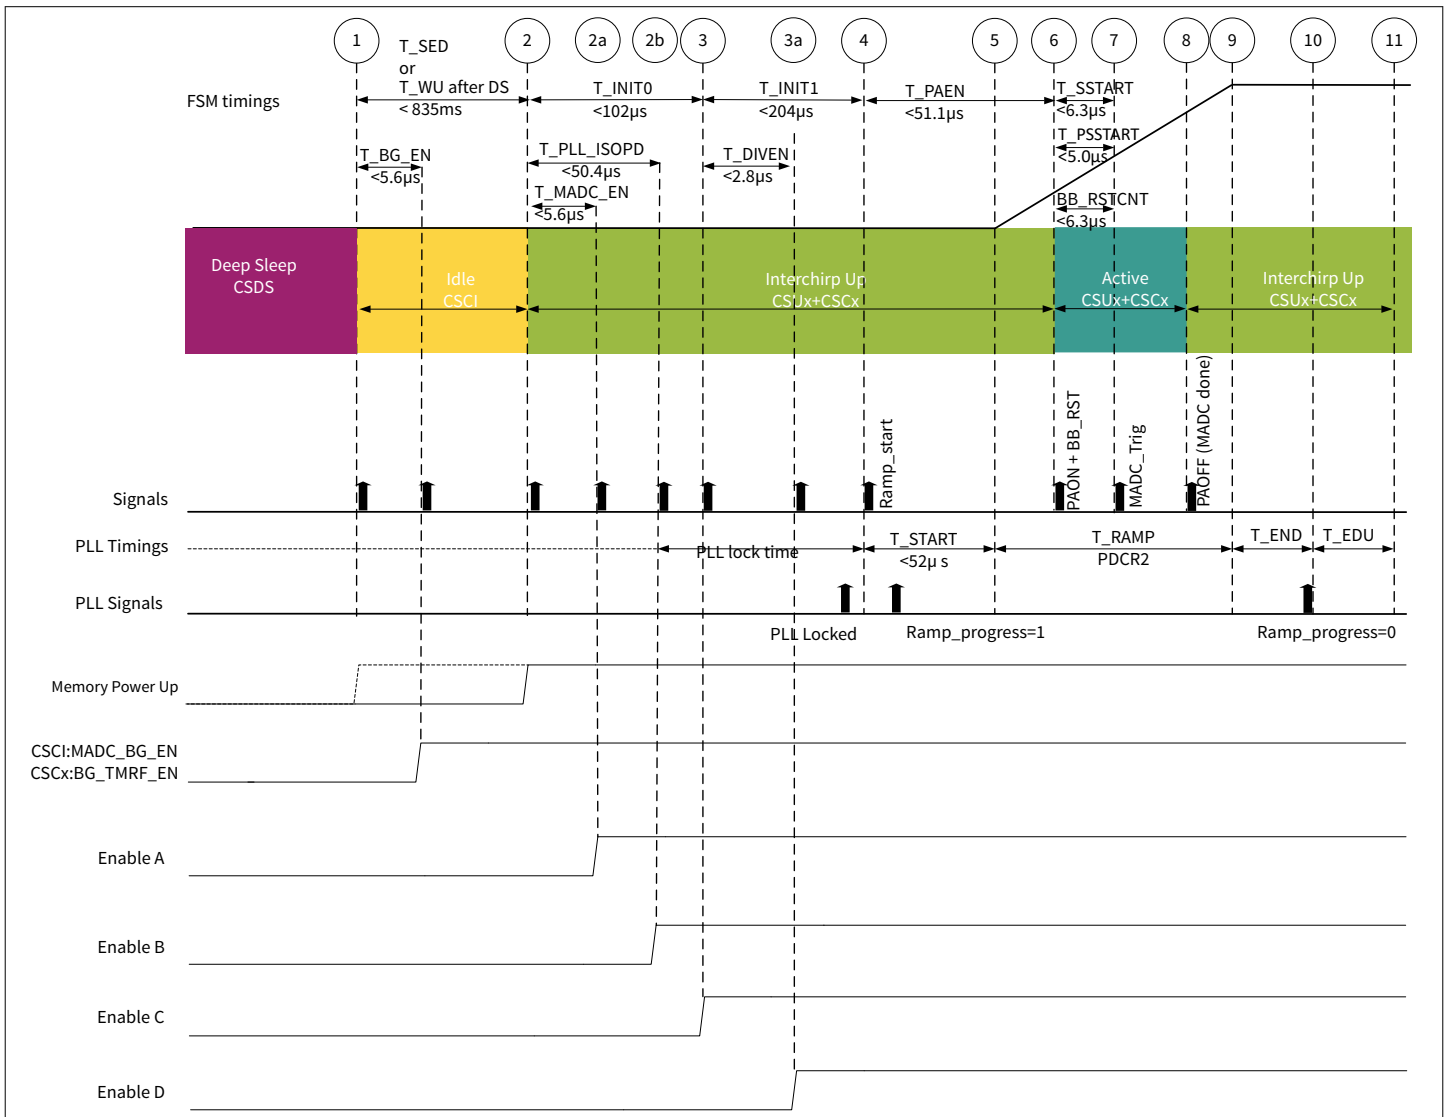 1 2 2a 2b 3 3a 4 5 6 7 8 9 10 11
T_SED
or
T_WU after DS
< 835ms
FSM timings
T_INIT0
<102µs
T_INIT1
<204µs
T_PAEN
<51.1µs
T_SSTART
<6.3µs
T_PSSTART
<5.0µs
T_BG_EN
<5.6µs
T_PLL_ISOPD
<50.4µs
T_MADC_EN
<5.6µs
T_DIVEN
<2.8µs
BB_RSTCNT
<6.3µs
Deep Sleep
CSDS
Idle
CSCI
Interchirp Up
CSUx+CSCx
Active
CSUx+CSCx
Interchirp Up
CSUx+CSCx
Signals
Ramp_start
PAON + BB_RST
MADC_Trig
PAOFF (MADC done)
PLL Timings
PLL lock time
T_START
<52µ s
T_RAMP
PDCR2
T_END
T_EDU
PLL Signals
PLL Locked
Ramp_progress=1
Ramp_progress=0
Memory Power Up
CSCI:MADC_BG_EN
CSCx:BG_TMRF_EN
Enable A
Enable B
Enable C
Enable D